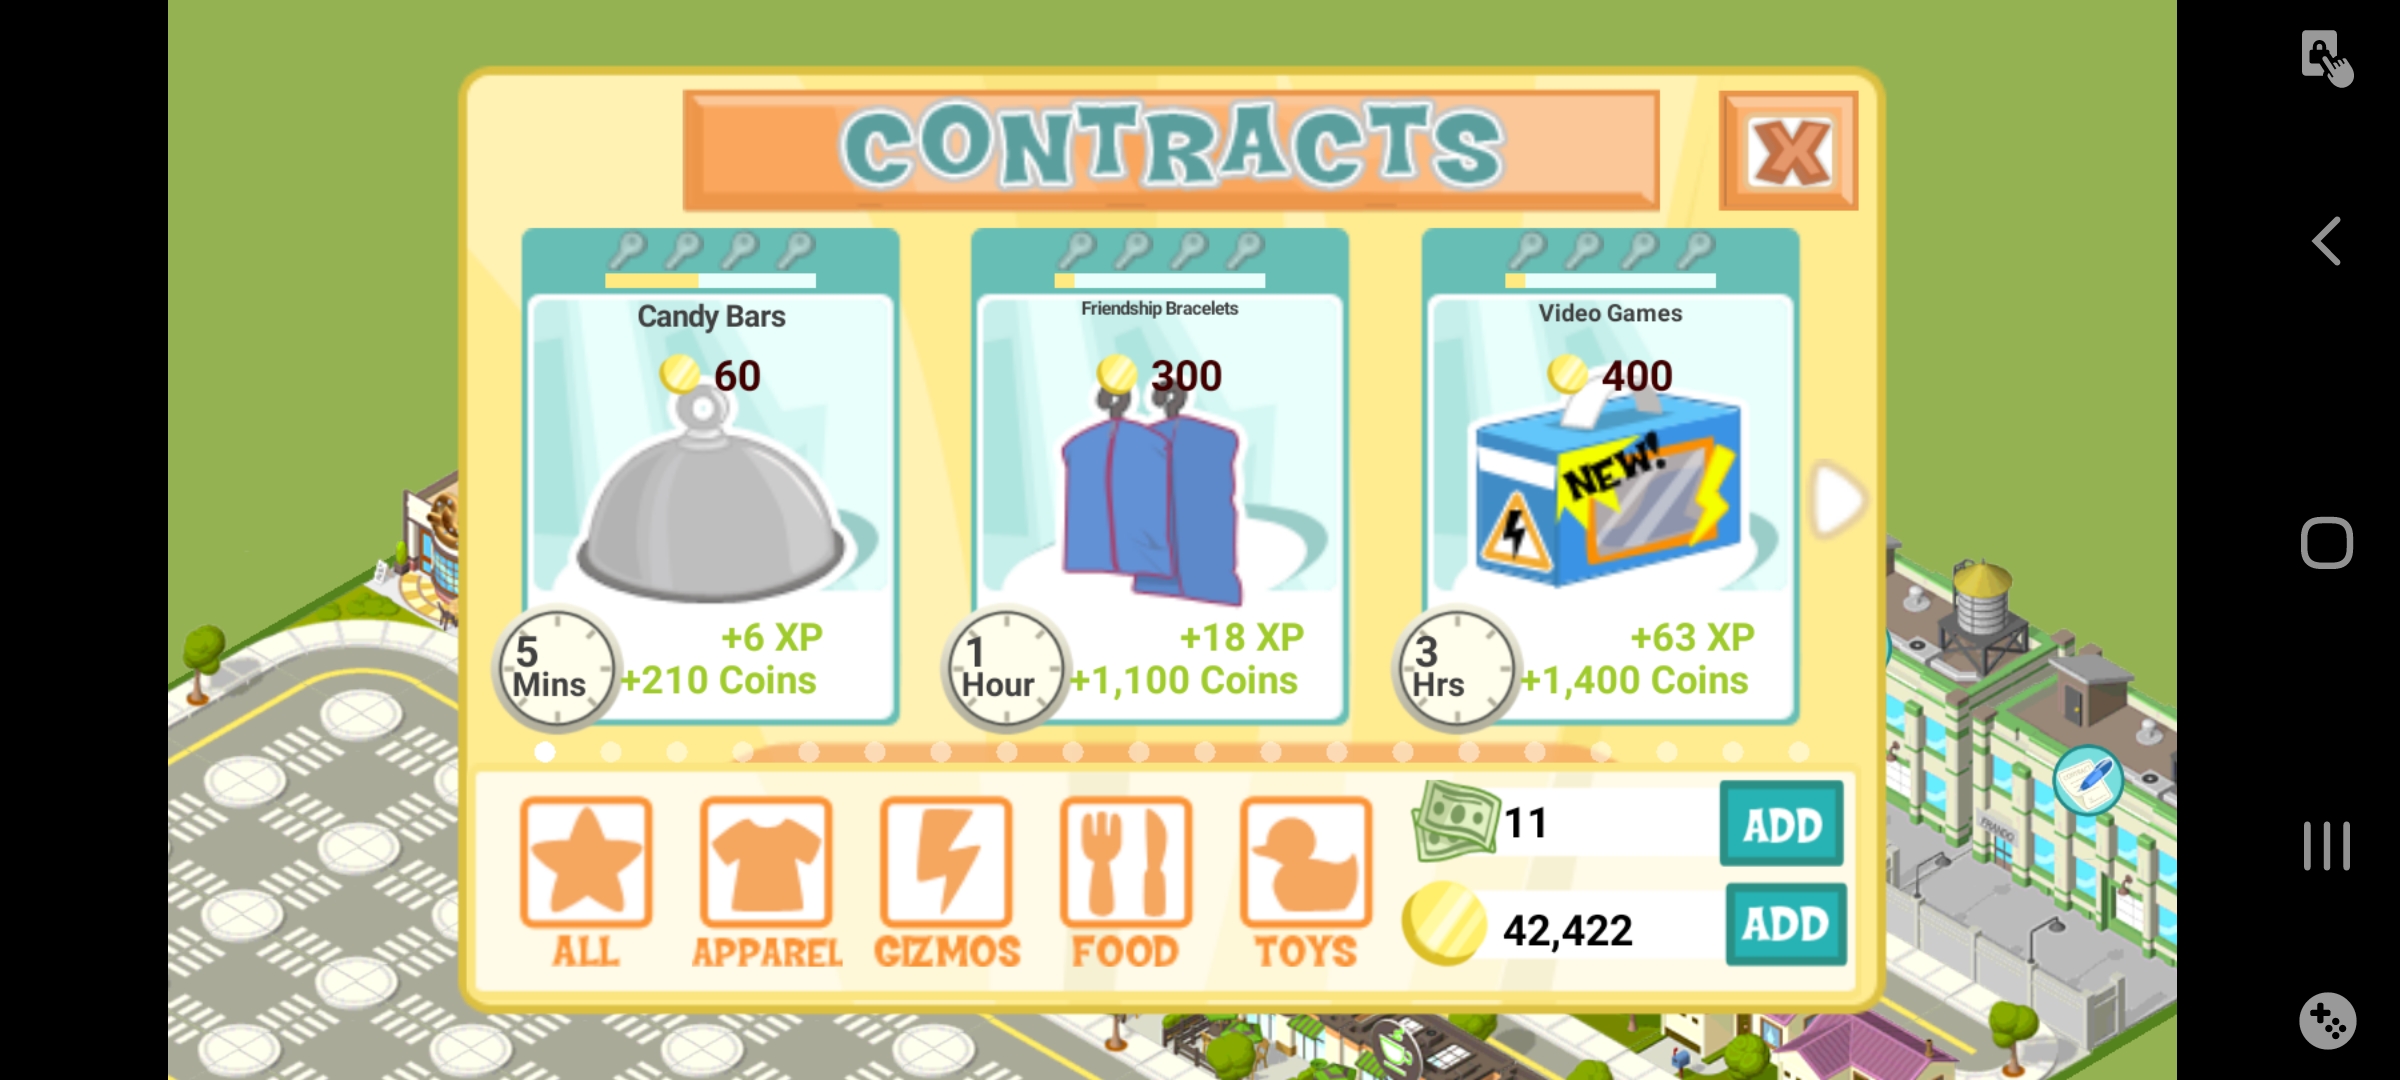 CONTRACTS
X
Candy Bars
60
5
Mins
+6 XP
+210 Coins
Friendship Bracelets
300
1
Hour
+18 XP
+1,100 Coins
Video Games
400
NEW!
3
Hrs
+63 XP
+1,400 Coins
ALL
APPAREL
GIZMOS
FOOD
TOYS
11
ADD
42,422
ADD